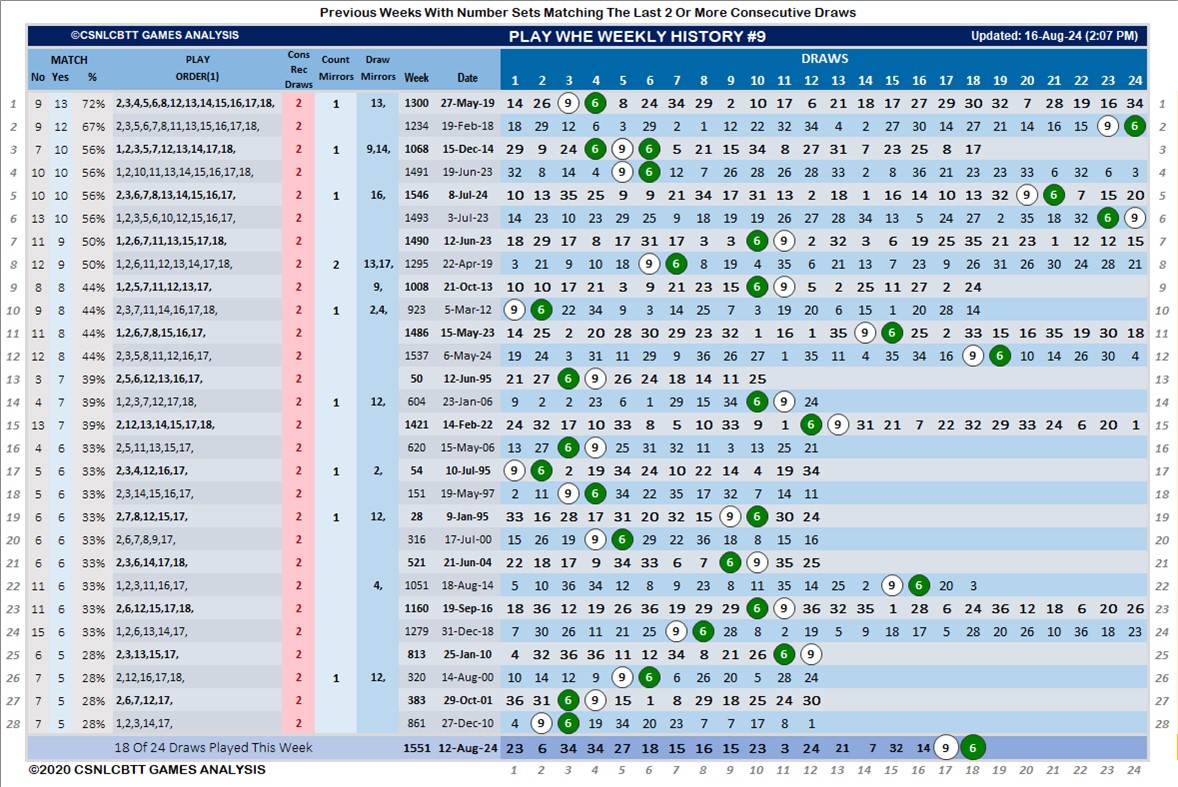 Previous Weeks With Number Sets Matching The Last 2 Or More Consecutive Draws
©CSNLCBTT GAMES ANALYSIS PLAY WHE WEEKLY HISTORY #9 Updated: 16-Aug-24 (2:07 PM)
MATCH PLAY Cons Count Draw DRAWS
No Yes % ORDER(1) Rec Draws Mirrors Mirrors Week Date 1 2 3 4 5 6 7 8 9 10 11 12 13 14 15 16 17 18 19 20 21 22 23 24
1 9 13 72% 2,3,4,5,6,8,12,13,14,15,16,17,18, 2 1 13, 1300 27-May-19 14 26 9 6 8 24 34 29 2 10 17 6 21 18 17 27 29 30 32 7 28 19 16 34 1
2 9 12 67% 2,3,5,6,7,8,11,13,15,16,17,18, 2 1234 19-Feb-18 18 29 12 6 3 29 2 1 12 22 32 34 4 2 27 30 14 27 21 14 16 15 9 6 2
3 7 10 56% 1,2,3,5,7,12,13,14,17,18, 2 1 9,14, 1068 15-Dec-14 29 9 24 6 9 6 5 21 15 34 8 27 31 7 23 25 8 17 3
4 10 10 56% 1,2,10,11,13,14,15,16,17,18, 2 1491 19-Jun-23 32 8 14 4 9 6 12 7 26 28 26 28 33 2 8 36 21 23 23 33 6 32 6 3 4
5 10 10 56% 2,3,6,7,8,13,14,15,16,17, 2 1 16, 1546 8-Jul-24 10 13 35 25 9 9 21 34 17 31 13 2 18 1 16 14 10 13 32 9 6 7 15 20 5
6 13 10 56% 1,2,3,5,6,10,12,15,16,17, 2 1493 3-Jul-23 14 23 10 23 29 25 9 18 19 19 26 27 28 34 13 5 24 27 2 35 18 32 6 9 6
7 11 9 50% 1,2,6,7,11,13,15,17,18, 2 1490 12-Jun-23 18 29 17 8 17 31 17 3 3 6 9 2 32 3 6 19 25 35 21 23 1 12 12 15 7
8 12 9 50% 1,2,6,11,12,13,14,17,18, 2 2 13,17, 1295 22-Apr-19 3 21 9 10 18 9 6 8 19 4 35 6 21 13 7 23 9 26 31 26 30 24 23 21 8
9 8 8 44% 1,2,5,7,11,12,13,17, 2 9, 1008 21-Oct-13 10 10 17 21 3 9 21 23 15 6 9 5 2 25 11 27 2 24 9
10 9 8 44% 2,3,7,11,14,16,17,18, 2 1 2,4, 923 5-Mar-12 9 6 22 34 9 3 14 25 7 3 19 20 6 15 1 20 28 14 10
11 11 8 44% 1,2,6,7,8,15,16,17, 2 1486 15-May-23 14 25 2 20 28 30 29 23 32 1 16 1 35 9 6 25 2 33 15 16 35 19 30 18 11
12 12 8 44% 2,3,5,8,11,12,16,17, 2 1537 6-May-24 19 24 3 31 11 29 9 36 26 27 1 35 11 4 35 34 16 9 6 10 14 26 30 4 12
13 3 7 39% 2,5,6,12,13,16,17, 2 50 12-Jun-95 21 27 6 9 26 24 18 14 11 25 13
14 4 7 39% 1,2,3,7,12,17,18, 2 1 12, 604 23-Jan-06 9 2 2 23 6 1 29 15 34 6 9 24 14
15 13 7 39% 2,12,13,14,15,17,18, 2 1421 14-Feb-22 24 32 17 10 33 8 5 10 33 9 1 6 9 31 21 7 22 32 29 33 24 6 20 1 15
16 4 6 33% 2,5,11,13,15,17, 2 620 15-May-06 13 27 6 9 25 31 32 11 3 13 25 21 16
17 5 6 33% 2,3,4,12,16,17, 2 1 2, 54 10-Jul-95 9 6 2 19 34 24 10 22 14 4 19 34 17
18 5 6 33% 2,3,14,15,16,17, 2 151 19-May-97 2 11 9 6 34 22 35 17 32 7 14 11 18
19 6 6 33% 2,7,8,12,15,17, 2 1 12, 28 9-Jan-95 33 16 28 17 31 20 32 15 9 6 30 24 19
20 6 6 33% 2,6,7,8,9,17, 2 316 17-Jul-00 15 26 19 9 6 29 22 36 18 8 15 16 20
21 6 6 33% 2,3,6,14,17,18, 2 521 21-Jun-04 22 18 17 9 34 33 6 7 6 9 35 25 21
22 11 6 33% 1,2,3,11,16,17, 2 4, 1051 18-Aug-14 5 10 36 34 12 8 9 23 8 11 35 14 25 2 9 6 20 3 22
23 11 6 33% 2,6,12,15,17,18, 2 1160 19-Sep-16 18 36 12 19 26 36 19 29 29 6 9 36 32 35 1 28 6 24 36 12 18 6 20 26 23
24 15 6 33% 1,2,6,13,14,17, 2 1279 31-Dec-18 7 30 26 11 21 25 9 6 28 8 2 19 5 9 18 17 5 28 20 26 10 36 18 23 24
25 6 5 28% 2,3,13,15,17, 2 813 25-Jan-10 4 32 36 36 11 12 34 8 21 26 6 9 25
26 7 5 28% 2,12,16,17,18, 2 1 12, 320 14-Aug-00 10 14 12 9 9 6 6 26 20 5 28 24 26
27 7 5 28% 2,6,7,12,17, 2 383 29-Oct-01 36 31 6 9 15 1 8 29 18 25 24 30 27
28 7 5 28% 1,2,3,14,17, 2 861 27-Dec-10 4 9 6 19 34 20 23 7 7 17 8 1 28
18 Of 24 Draws Played This Week 1551 12-Aug-24 23 6 34 34 27 18 15 16 15 23 3 24 21 7 32 14 9 6
©2020 CSNLCBTT GAMES ANALYSIS 1 2 3 4 5 6 7 8 9 10 11 12 13 14 15 16 17 18 19 20 21 22 23 24